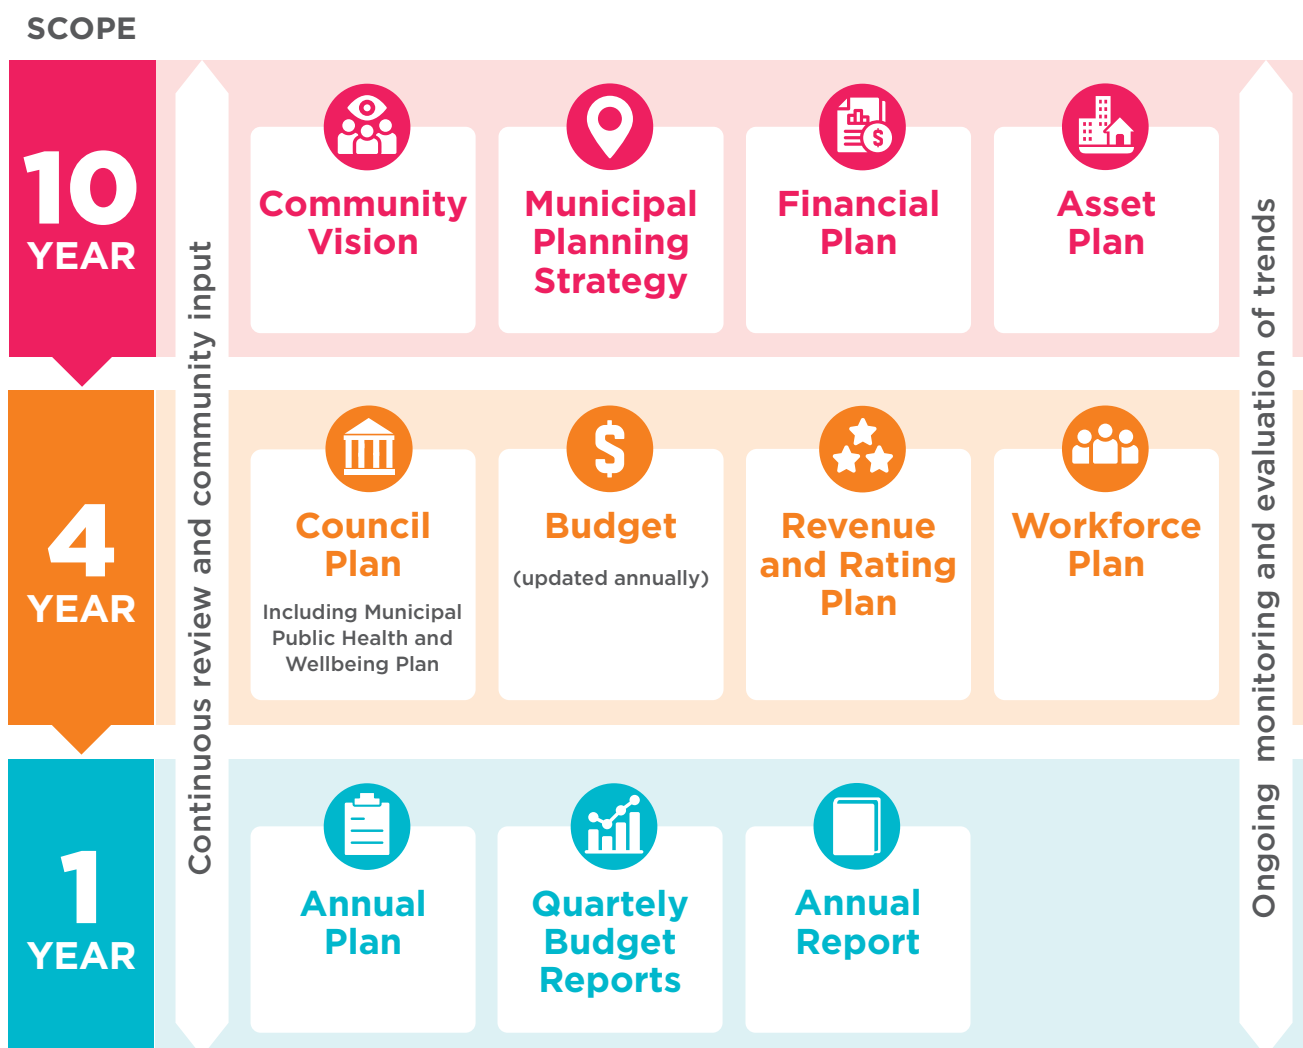 SCOPE
10
YEAR
Continuous review and community input
Community
Vision
Municipal
Planning
Strategy
Financial
Plan
Asset
Plan
Ongoing monitoring and evaluation of trends
4
YEAR
Council
Plan
Including Municipal
Public Health and
Wellbeing Plan
Budget
(updated annually)
Revenue
and Rating
Plan
Workforce
Plan
1
YEAR
Annual
Plan
Quartely
Budget
Reports
Annual
Report